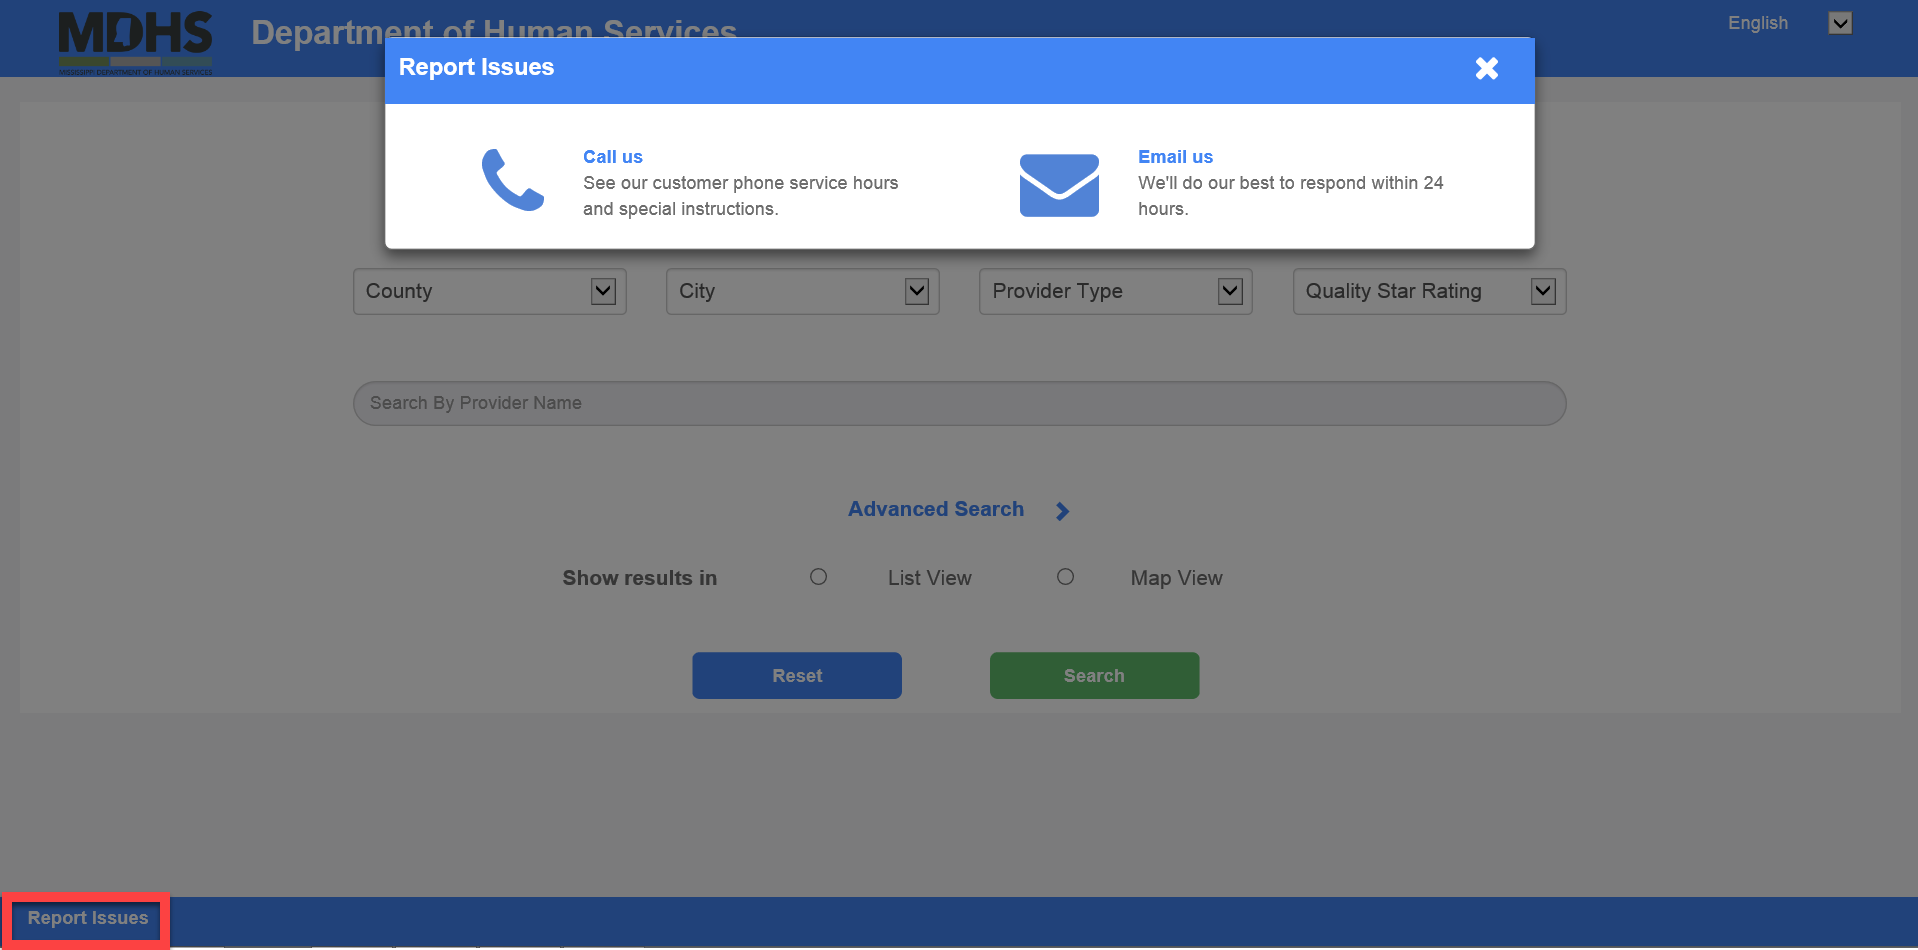 MDHS
MISSISSIPPI DEPARTMENT OF HUMAN SERVICES
Department of Human Services
English
Report Issues
Call us
See our customer phone service hours
and special instructions.
Email us
We'll do our best to respond within 24
hours.
County
City
Provider Type
Quality Star Rating
Search By Provider Name
Advanced Search
Show results in
List View
Map View
Reset
Search
Report Issues